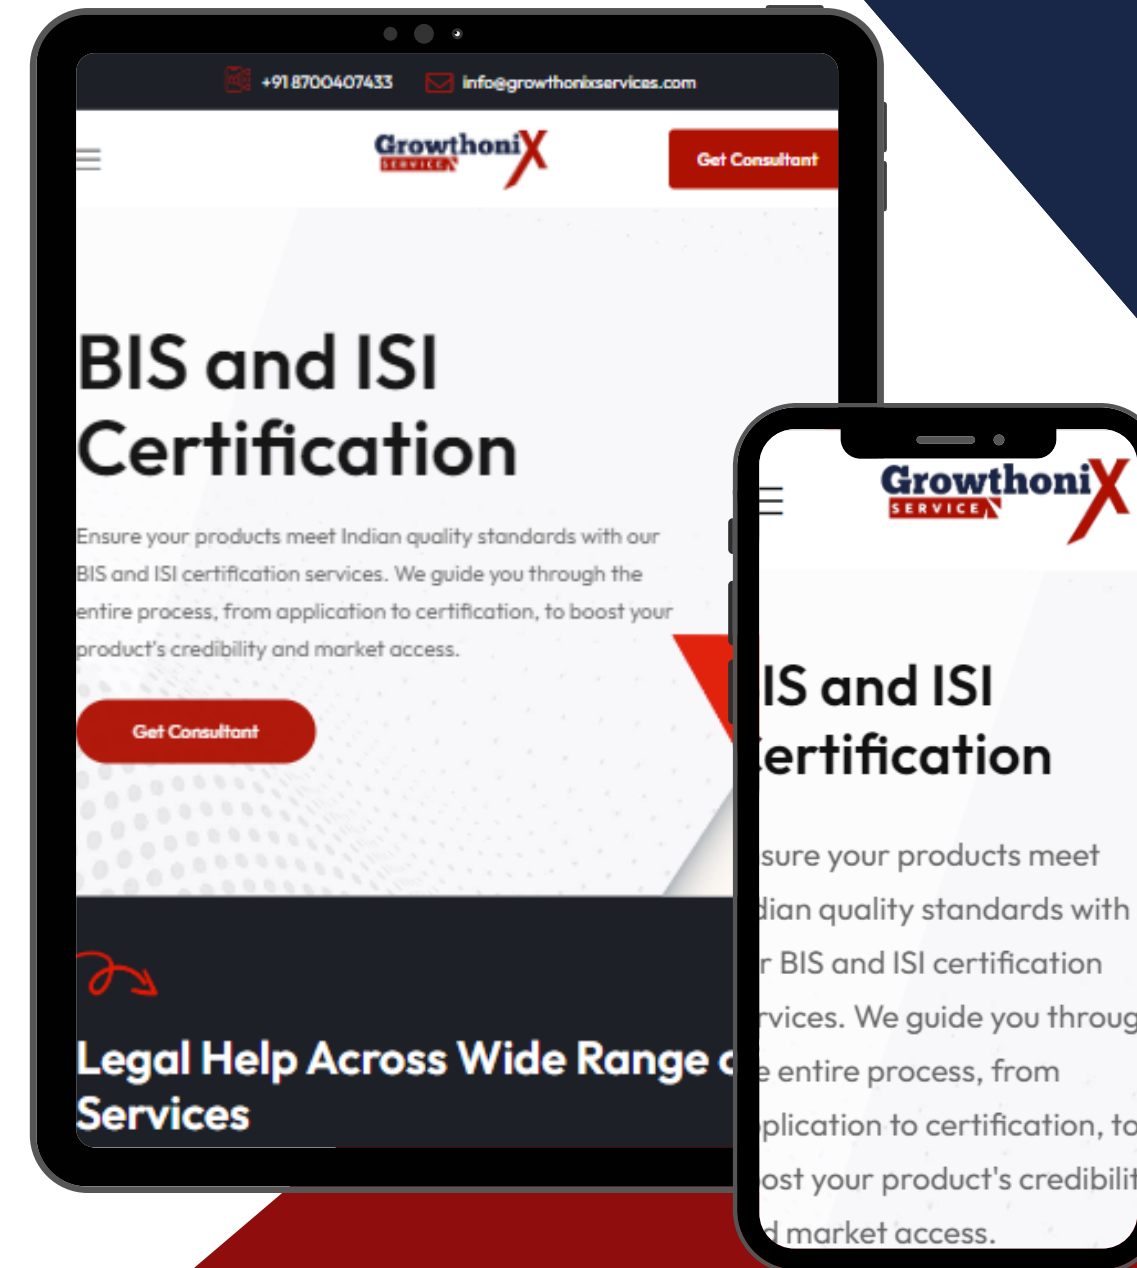 +91 8700407433 info@growthonixservices.com
GrowthoniX
SERVICE
Get Consultant
BIS and ISI
Certification
Ensure your products meet Indian quality standards with our
BIS and ISI certification services. We guide you through the
entire process, from application to certification, to boost your
product's credibility and market access.
Get Consultant
Legal Help Across Wide Range
Services
GrowthoniX
SERVICE
IS and ISI
ertification
sure your products meet
dian quality standards with
r BIS and ISI certification
rvices. We guide you throug
e entire process, from
plication to certification, to
ost your product's credibilit
d market access.